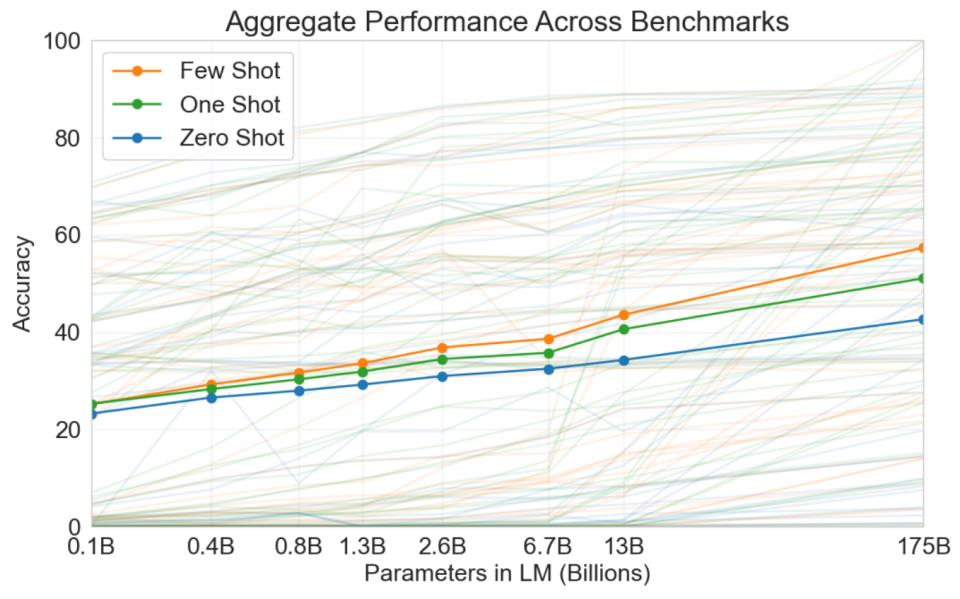 Aggregate Performance Across Benchmarks
100
80
60
40
20
0
Accuracy
Few Shot
One Shot
Zero Shot
0.1B 0.4B 0.8B 1.3B 2.6B 6.7B 13B 175B
Parameters in LM (Billions)